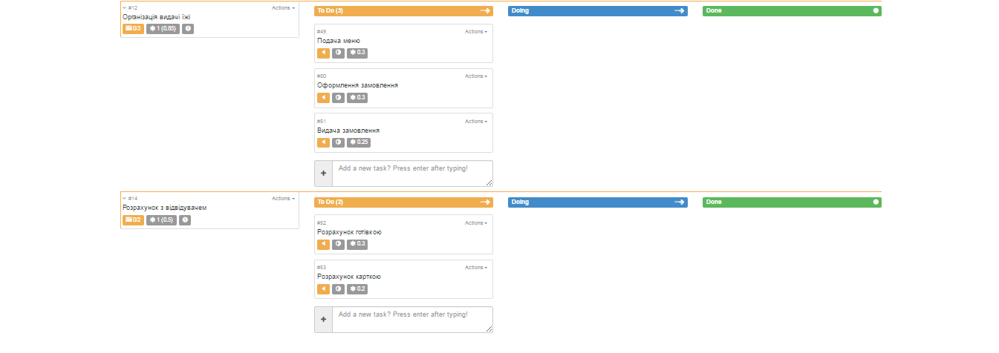 #12 Actions
Організація видачі їжі
0/3 1 (0.85)
To Do (3)
Doing
Done
#49 Actions
Подача меню
0.3
#50 Actions
Оформлення замовлення
0.3
#51 Actions
Видача замовлення
0.25
Add a new task? Press enter after typing!
#14 Actions
Розрахунок з відвідувачем
0/2 1 (0.5)
To Do (2)
Doing
Done
#52 Actions
Розрахунок готівкою
0.3
#53 Actions
Розрахунок карткою
0.2
Add a new task? Press enter after typing!